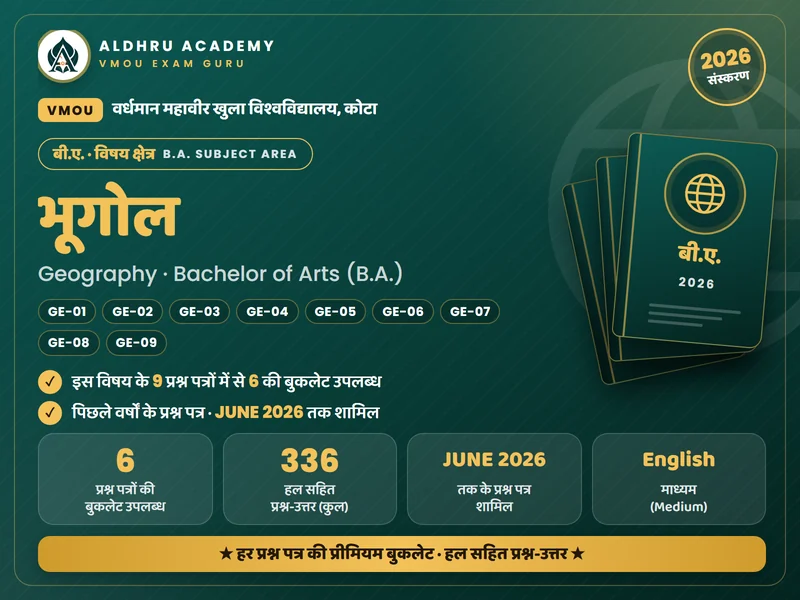 ALDHRU ACADEMY
VMOU EXAM GURU
2026
संस्करण
VMOU वर्धमान महावीर खुला विश्वविद्यालय, कोटा
बी.ए. · विषय क्षेत्र B.A. SUBJECT AREA
भूगोल
Geography · Bachelor of Arts (B.A.)
GE-01 GE-02 GE-03 GE-04 GE-05 GE-06 GE-07
GE-08 GE-09
बी.ए.
2026
✓ इस विषय के 9 प्रश्न पत्रों में से 6 की बुकलेट उपलब्ध
✓ पिछले वर्षों के प्रश्न पत्र · JUNE 2026 तक शामिल
6
प्रश्न पत्रों की
बुकलेट उपलब्ध
336
हल सहित
प्रश्न-उत्तर (कुल)
JUNE 2026
तक के प्रश्न पत्र
शामिल
English
माध्यम
(Medium)
★ हर प्रश्न पत्र की प्रीमियम बुकलेट · हल सहित प्रश्न-उत्तर ★